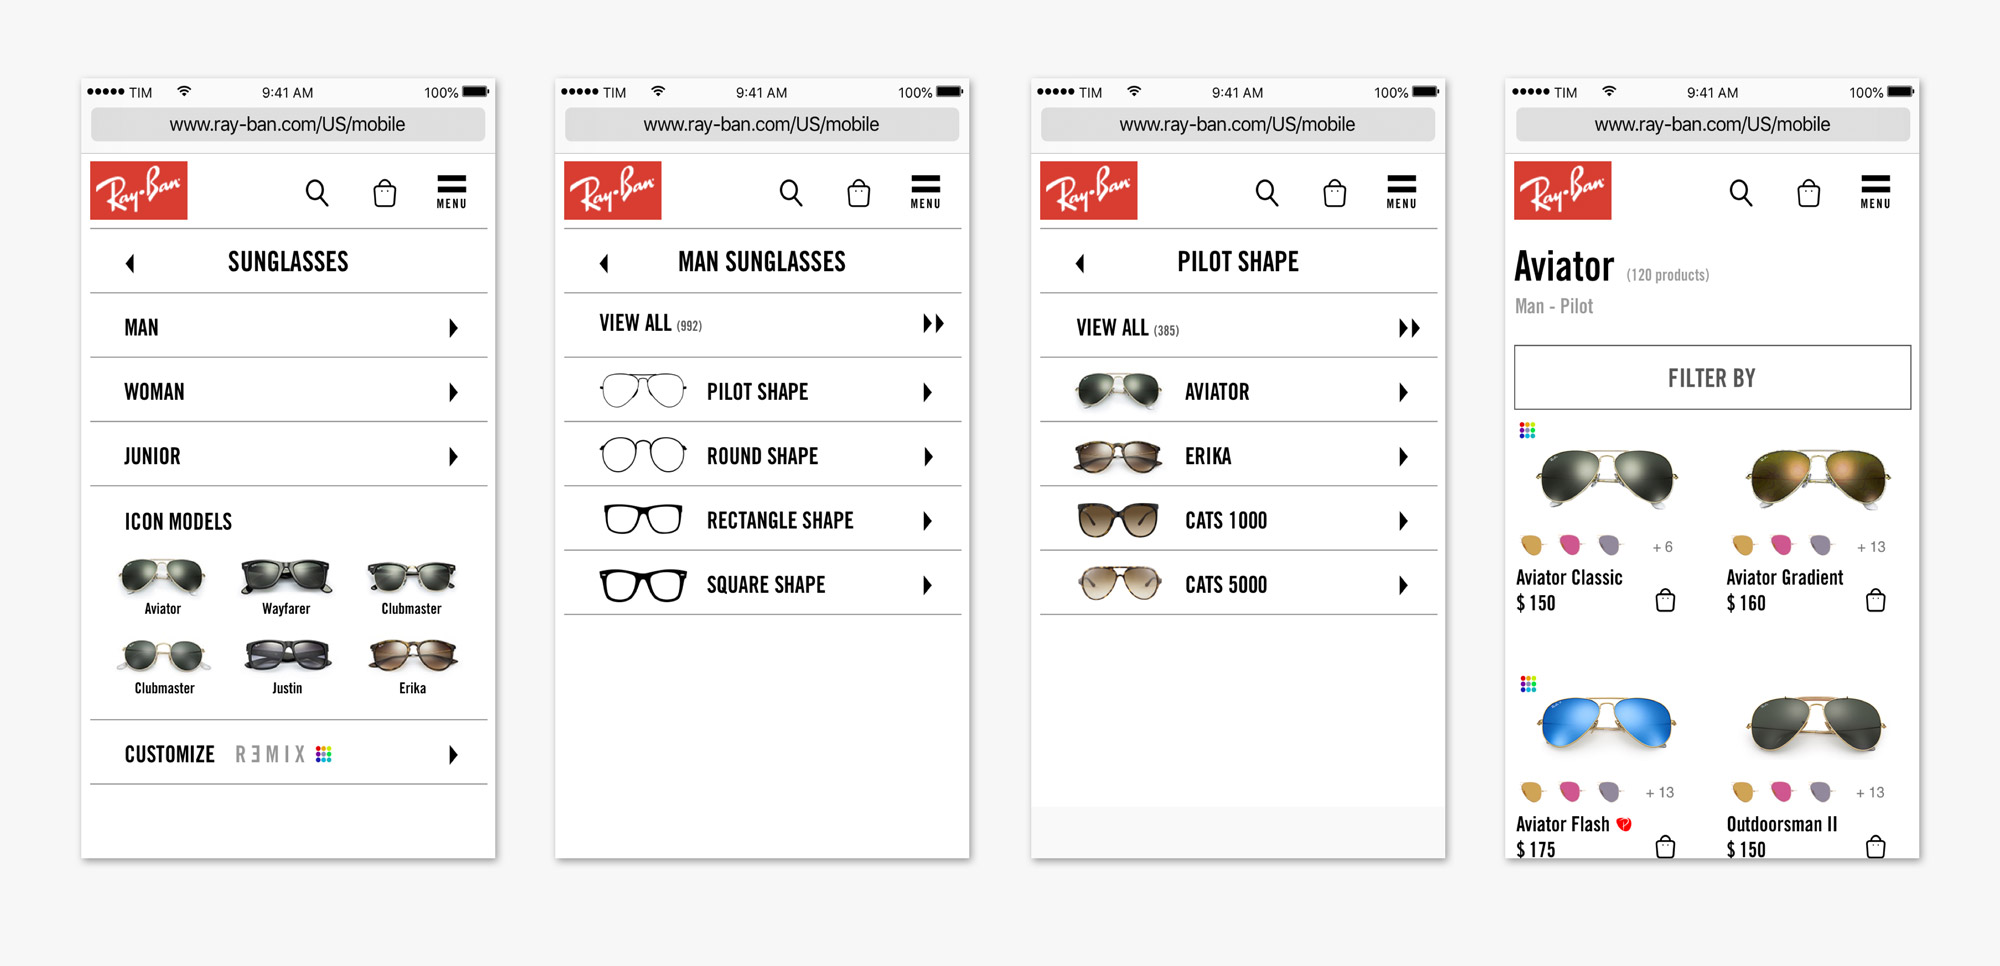 TIM 9:41 AM 100%
www.ray-ban.com/US/mobile
Ray-Ban
MENU
SUNGLASSES
MAN
WOMAN
JUNIOR
ICON MODELS
Aviator Wayfarer Clubmaster
Clubmaster Justin Erika
CUSTOMIZE RƎMIX
TIM 9:41 AM 100%
www.ray-ban.com/US/mobile
Ray-Ban
MENU
MAN SUNGLASSES
VIEW ALL (992)
PILOT SHAPE
ROUND SHAPE
RECTANGLE SHAPE
SQUARE SHAPE
TIM 9:41 AM 100%
www.ray-ban.com/US/mobile
Ray-Ban
MENU
PILOT SHAPE
VIEW ALL (385)
AVIATOR
ERIKA
CATS 1000
CATS 5000
TIM 9:41 AM 100%
www.ray-ban.com/US/mobile
Ray-Ban
MENU
Aviator (120 products)
Man - Pilot
FILTER BY
+ 6 + 13
Aviator Classic Aviator Gradient
$ 150 $ 160
+ 13 + 13
Aviator Flash Outdoorsman II
$ 175 $ 150